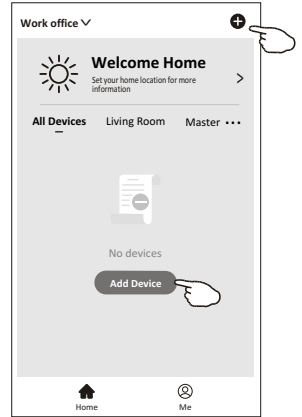 Work office
Welcome Home
Set your home location for more
information
All Devices Living Room Master
No devices
Add Device
Home Me